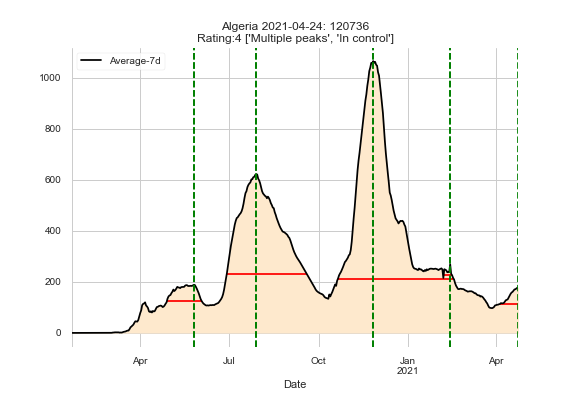 Algeria 2021-04-24: 120736
Rating:4 ['Multiple peaks', 'In control']
Average-7d
1000
800
600
400
200
0
Apr
Jul
Oct
Jan
2021
Apr
Date